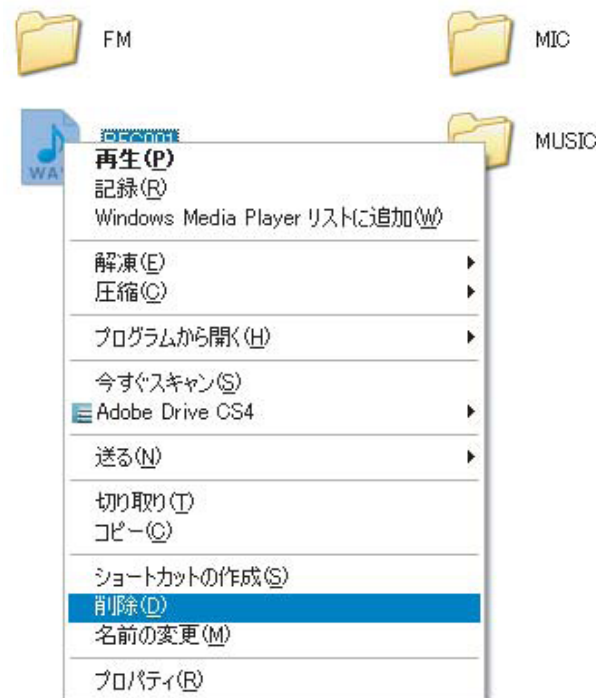 FM
MIC
REC001
MUSIC
WAV
再生(P)
記録(R)
Windows Media Player リストに追加(W)
解凍(E)
圧縮(C)
プログラムから開く(H)
今すぐスキャン(S)
Adobe Drive CS4
送る(N)
切り取り(T)
コピー(C)
ショートカットの作成(S)
削除(D)
名前の変更(M)
プロパティ(R)